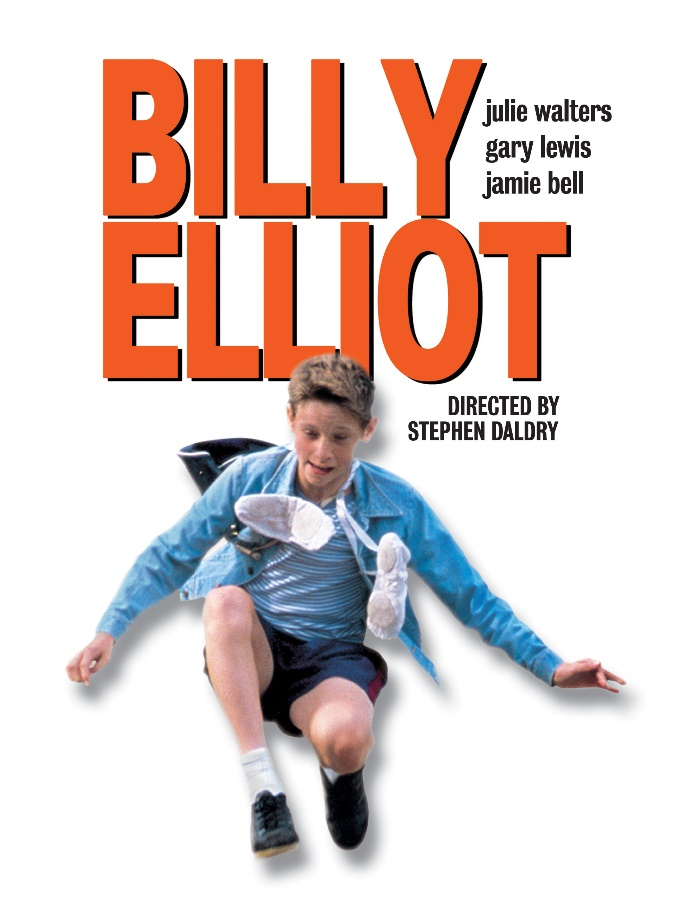 BILLY
julie walters
gary lewis
jamie bell
ELLIOT
DIRECTED BY
STEPHEN DALDRY